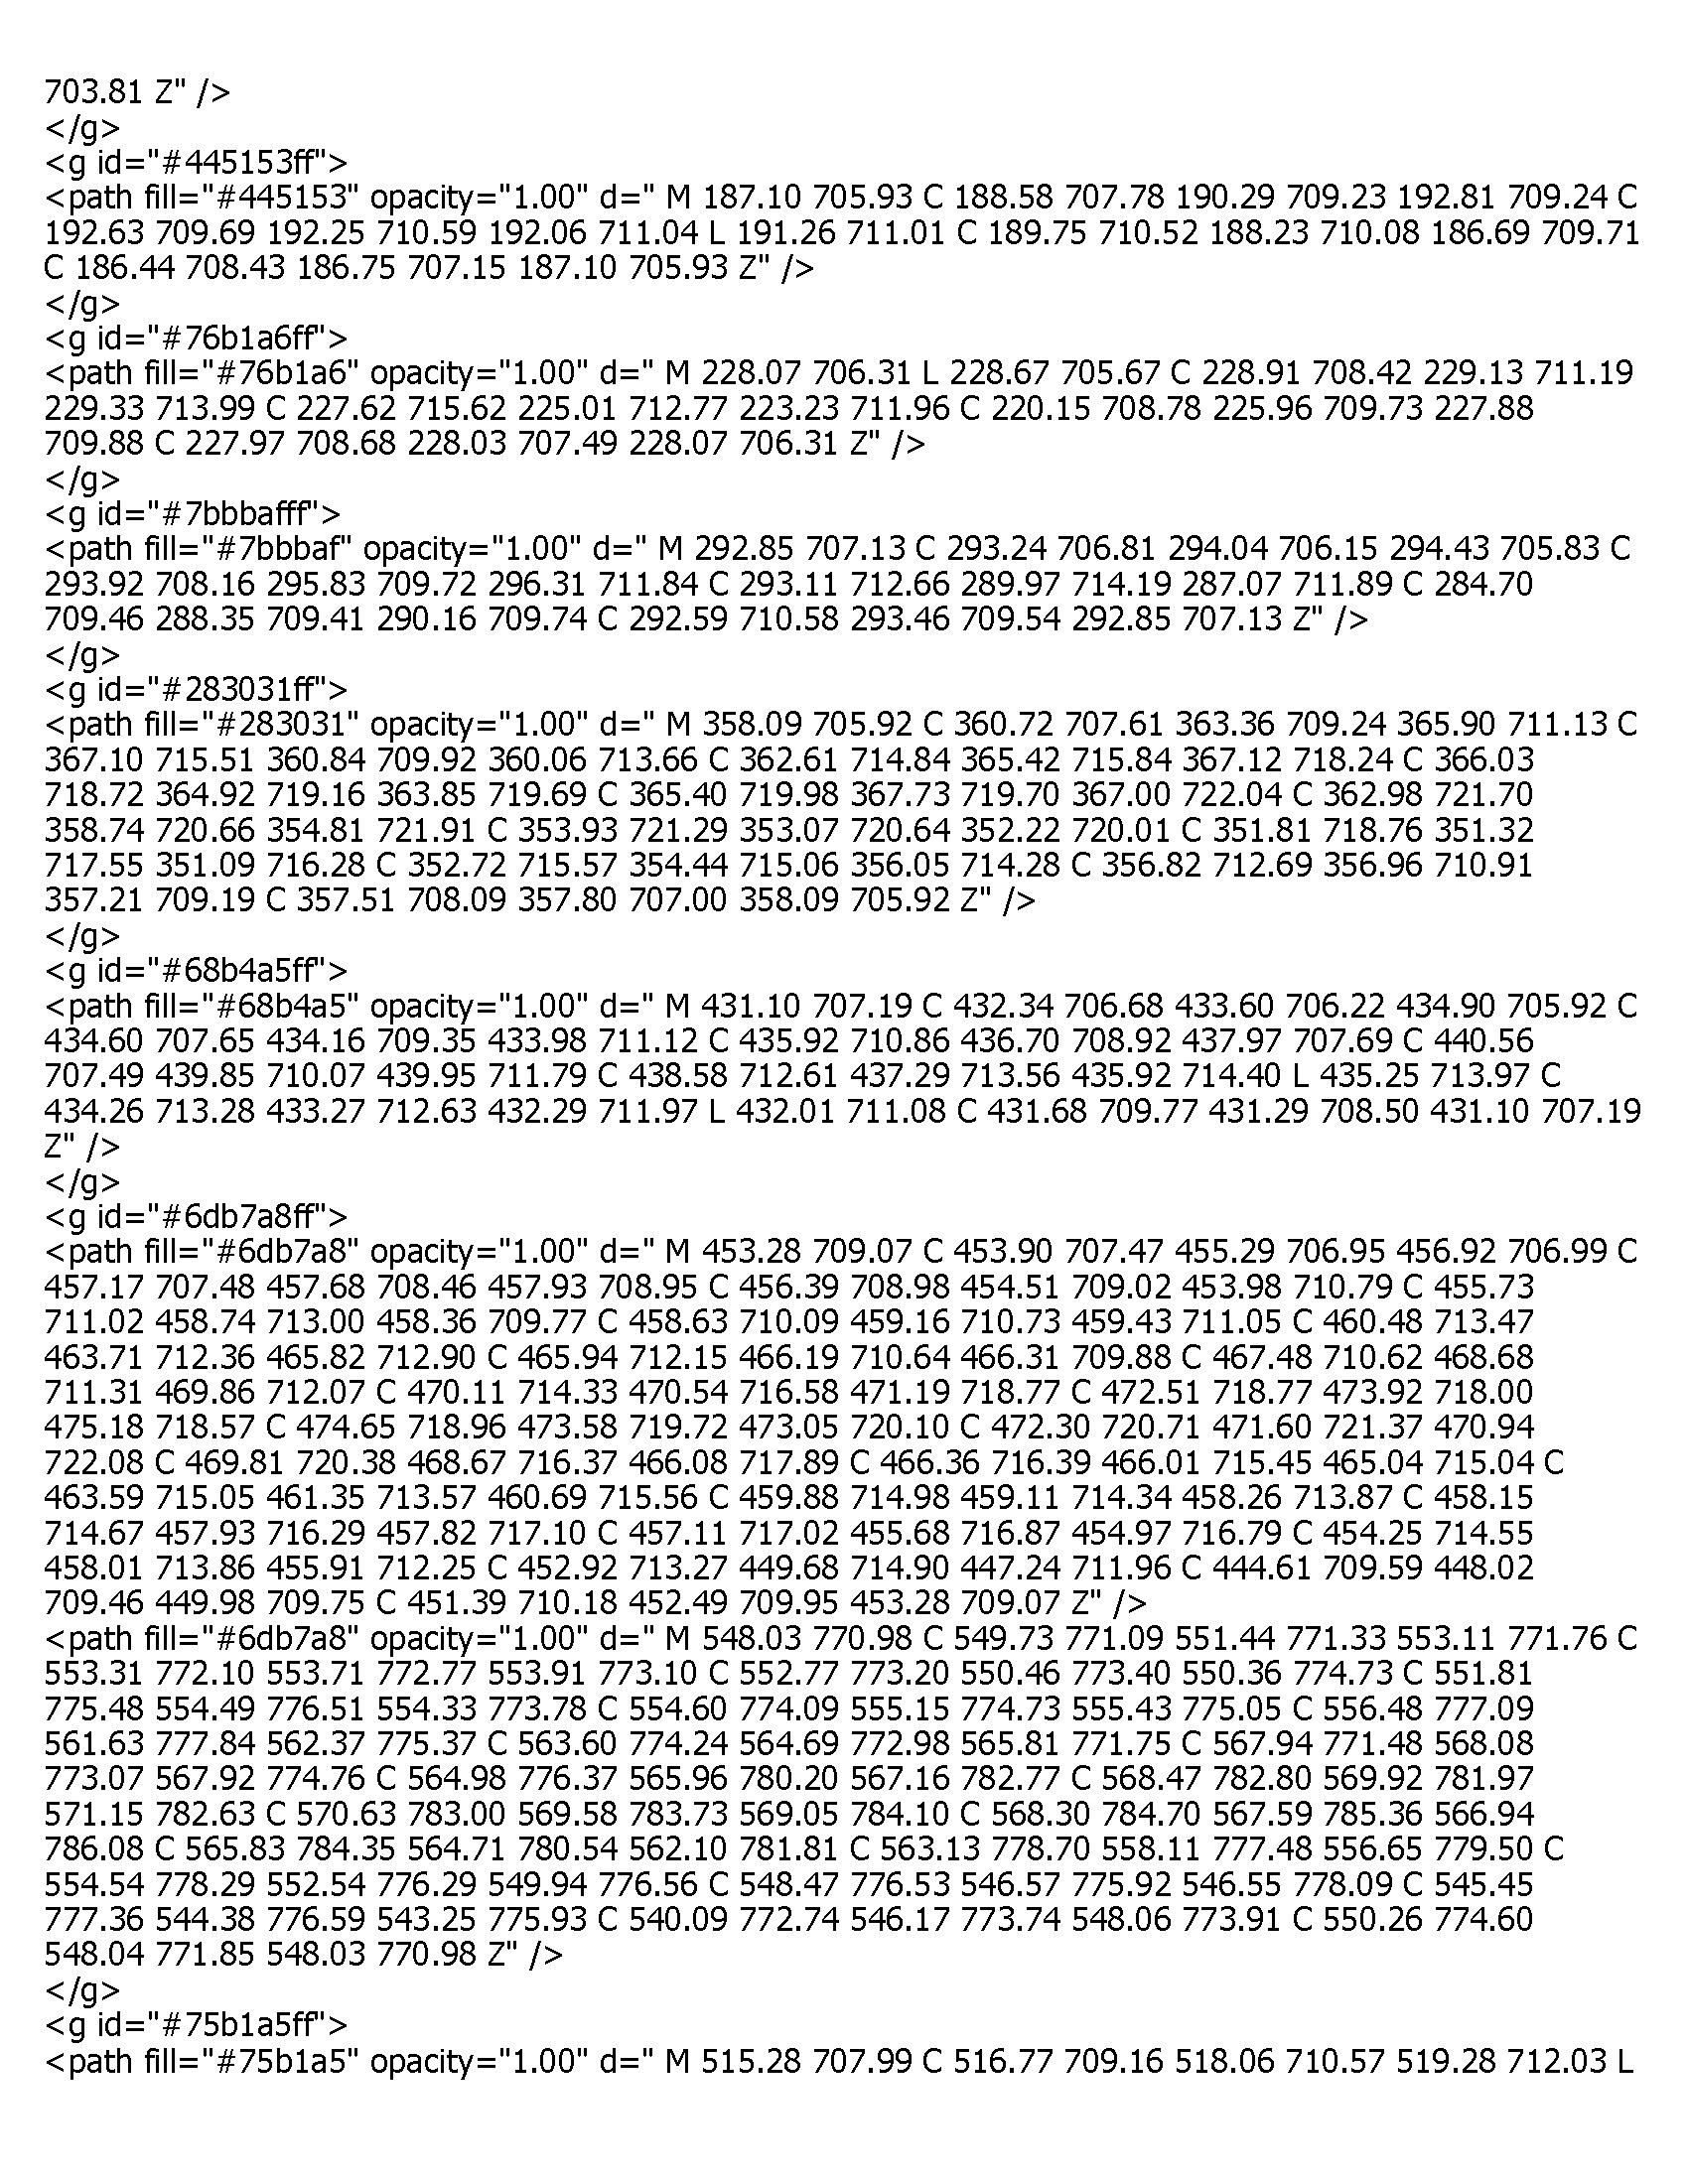 703.81 Z" />
</g>
<g id="#445153ff">
<path fill="#445153" opacity="1.00" d=" M 187.10 705.93 C 188.58 707.78 190.29 709.23 192.81 709.24 C
192.63 709.69 192.25 710.59 192.06 711.04 L 191.26 711.01 C 189.75 710.52 188.23 710.08 186.69 709.71
C 186.44 708.43 186.75 707.15 187.10 705.93 Z" />
</g>
<g id="#76b1a6ff">
<path fill="#76b1a6" opacity="1.00" d=" M 228.07 706.31 L 228.67 705.67 C 228.91 708.42 229.13 711.19
229.33 713.99 C 227.62 715.62 225.01 712.77 223.23 711.96 C 220.15 708.78 225.96 709.73 227.88
709.88 C 227.97 708.68 228.03 707.49 228.07 706.31 Z" />
</g>
<g id="#7bbbafff">
<path fill="#7bbbaf" opacity="1.00" d=" M 292.85 707.13 C 293.24 706.81 294.04 706.15 294.43 705.83 C
293.92 708.16 295.83 709.72 296.31 711.84 C 293.11 712.66 289.97 714.19 287.07 711.89 C 284.70
709.46 288.35 709.41 290.16 709.74 C 292.59 710.58 293.46 709.54 292.85 707.13 Z" />
</g>
<g id="#283031ff">
<path fill="#283031" opacity="1.00" d=" M 358.09 705.92 C 360.72 707.61 363.36 709.24 365.90 711.13 C
367.10 715.51 360.84 709.92 360.06 713.66 C 362.61 714.84 365.42 715.84 367.12 718.24 C 366.03
718.72 364.92 719.16 363.85 719.69 C 365.40 719.98 367.73 719.70 367.00 722.04 C 362.98 721.70
358.74 720.66 354.81 721.91 C 353.93 721.29 353.07 720.64 352.22 720.01 C 351.81 718.76 351.32
717.55 351.09 716.28 C 352.72 715.57 354.44 715.06 356.05 714.28 C 356.82 712.69 356.96 710.91
357.21 709.19 C 357.51 708.09 357.80 707.00 358.09 705.92 Z" />
</g>
<g id="#68b4a5ff">
<path fill="#68b4a5" opacity="1.00" d=" M 431.10 707.19 C 432.34 706.68 433.60 706.22 434.90 705.92 C
434.60 707.65 434.16 709.35 433.98 711.12 C 435.92 710.86 436.70 708.92 437.97 707.69 C 440.56
707.49 439.85 710.07 439.95 711.79 C 438.58 712.61 437.29 713.56 435.92 714.40 L 435.25 713.97 C
434.26 713.28 433.27 712.63 432.29 711.97 L 432.01 711.08 C 431.68 709.77 431.29 708.50 431.10 707.19
Z" />
</g>
<g id="#6db7a8ff">
<path fill="#6db7a8" opacity="1.00" d=" M 453.28 709.07 C 453.90 707.47 455.29 706.95 456.92 706.99 C
457.17 707.48 457.68 708.46 457.93 708.95 C 456.39 708.98 454.51 709.02 453.98 710.79 C 455.73
711.02 458.74 713.00 458.36 709.77 C 458.63 710.09 459.16 710.73 459.43 711.05 C 460.48 713.47
463.71 712.36 465.82 712.90 C 465.94 712.15 466.19 710.64 466.31 709.88 C 467.48 710.62 468.68
711.31 469.86 712.07 C 470.11 714.33 470.54 716.58 471.19 718.77 C 472.51 718.77 473.92 718.00
475.18 718.57 C 474.65 718.96 473.58 719.72 473.05 720.10 C 472.30 720.71 471.60 721.37 470.94
722.08 C 469.81 720.38 468.67 716.37 466.08 717.89 C 466.36 716.39 466.01 715.45 465.04 715.04 C
463.59 715.05 461.35 713.57 460.69 715.56 C 459.88 714.98 459.11 714.34 458.26 713.87 C 458.15
714.67 457.93 716.29 457.82 717.10 C 457.11 717.02 455.68 716.87 454.97 716.79 C 454.25 714.55
458.01 713.86 455.91 712.25 C 452.92 713.27 449.68 714.90 447.24 711.96 C 444.61 709.59 448.02
709.46 449.98 709.75 C 451.39 710.18 452.49 709.95 453.28 709.07 Z" />
<path fill="#6db7a8" opacity="1.00" d=" M 548.03 770.98 C 549.73 771.09 551.44 771.33 553.11 771.76 C
553.31 772.10 553.71 772.77 553.91 773.10 C 552.77 773.20 550.46 773.40 550.36 774.73 C 551.81
775.48 554.49 776.51 554.33 773.78 C 554.60 774.09 555.15 774.73 555.43 775.05 C 556.48 777.09
561.63 777.84 562.37 775.37 C 563.60 774.24 564.69 772.98 565.81 771.75 C 567.94 771.48 568.08
773.07 567.92 774.76 C 564.98 776.37 565.96 780.20 567.16 782.77 C 568.47 782.80 569.92 781.97
571.15 782.63 C 570.63 783.00 569.58 783.73 569.05 784.10 C 568.30 784.70 567.59 785.36 566.94
786.08 C 565.83 784.35 564.71 780.54 562.10 781.81 C 563.13 778.70 558.11 777.48 556.65 779.50 C
554.54 778.29 552.54 776.29 549.94 776.56 C 548.47 776.53 546.57 775.92 546.55 778.09 C 545.45
777.36 544.38 776.59 543.25 775.93 C 540.09 772.74 546.17 773.74 548.06 773.91 C 550.26 774.60
548.04 771.85 548.03 770.98 Z" />
</g>
<g id="#75b1a5ff">
<path fill="#75b1a5" opacity="1.00" d=" M 515.28 707.99 C 516.77 709.16 518.06 710.57 519.28 712.03 L